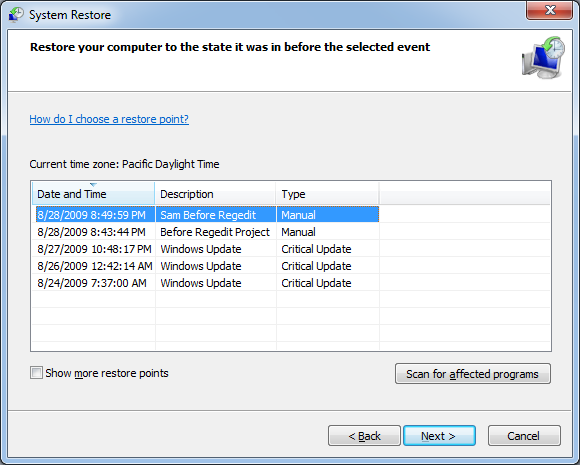 System Restore
Restore your computer to the state it was in before the selected event
How do I choose a restore point?
Current time zone: Pacific Daylight Time
Date and Time Description Type
8/28/2009 8:49:59 PM Sam Before Regedit Manual
8/28/2009 8:43:44 PM Before Regedit Project Manual
8/27/2009 10:48:17 PM Windows Update Critical Update
8/26/2009 12:42:14 AM Windows Update Critical Update
8/24/2009 7:37:00 AM Windows Update Critical Update
Show more restore points Scan for affected programs
< Back Next > Cancel